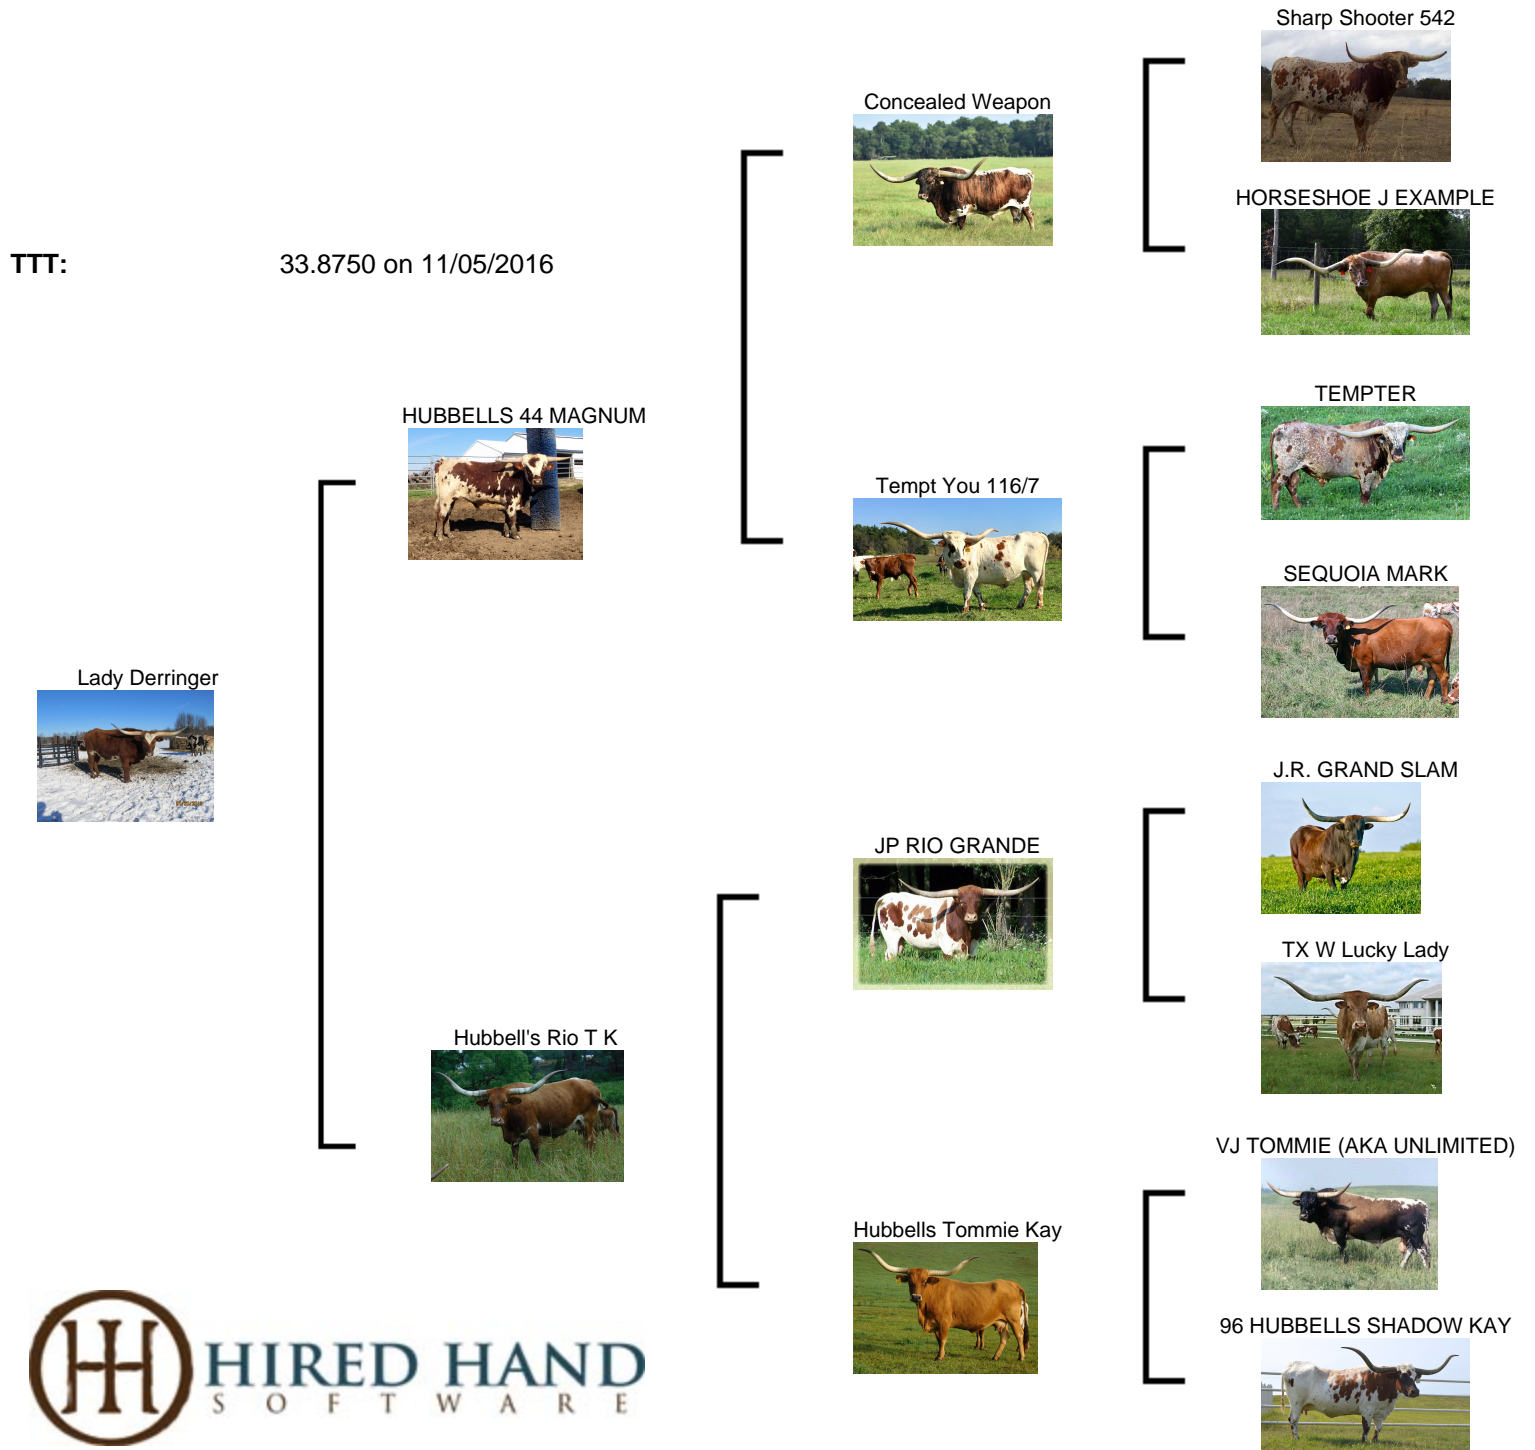 Sharp Shooter 542
Concealed Weapon
HORSESHOE J EXAMPLE
TTT: 33.8750 on 11/05/2016
TEMPTER
HUBBELLS 44 MAGNUM
Tempt You 116/7
SEQUOIA MARK
Lady Derringer
J.R. GRAND SLAM
JP RIO GRANDE
TX W Lucky Lady
Hubbell's Rio T K
VJ TOMMIE (AKA UNLIMITED)
Hubbells Tommie Kay
96 HUBBELLS SHADOW KAY
HIRED HAND
SOFTWARE